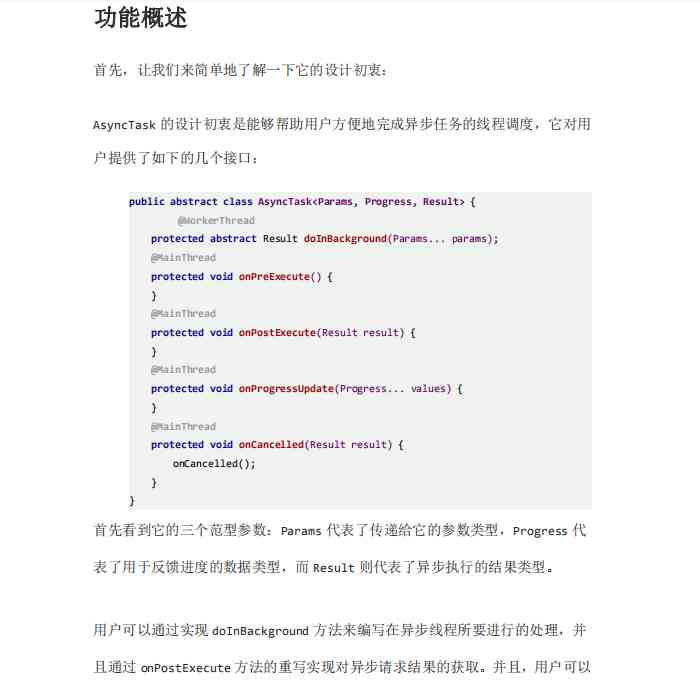 功能概述
首先，让我们来简单地了解一下它的设计初衷：
AsyncTask 的设计初衷是能够帮助用户方便地完成异步任务的线程调度，它对用
户提供了如下的几个接口：
public abstract class AsyncTask<Params, Progress, Result> {
@WorkerThread
protected abstract Result doInBackground(Params... params);
@MainThread
protected void onPreExecute() {
}
@MainThread
protected void onPostExecute(Result result) {
}
@MainThread
protected void onProgressUpdate(Progress... values) {
}
@MainThread
protected void onCancelled(Result result) {
onCancelled();
}
}
首先看到它的三个范型参数：Params 代表了传递给它的参数类型，Progress 代
表了用于反馈进度的数据类型，而 Result 则代表了异步执行的结果类型。
用户可以通过实现 doInBackground 方法来编写在异步线程所要进行的处理，并
且通过 onPostExecute 方法的重写实现对异步请求结果的获取。并且，用户可以